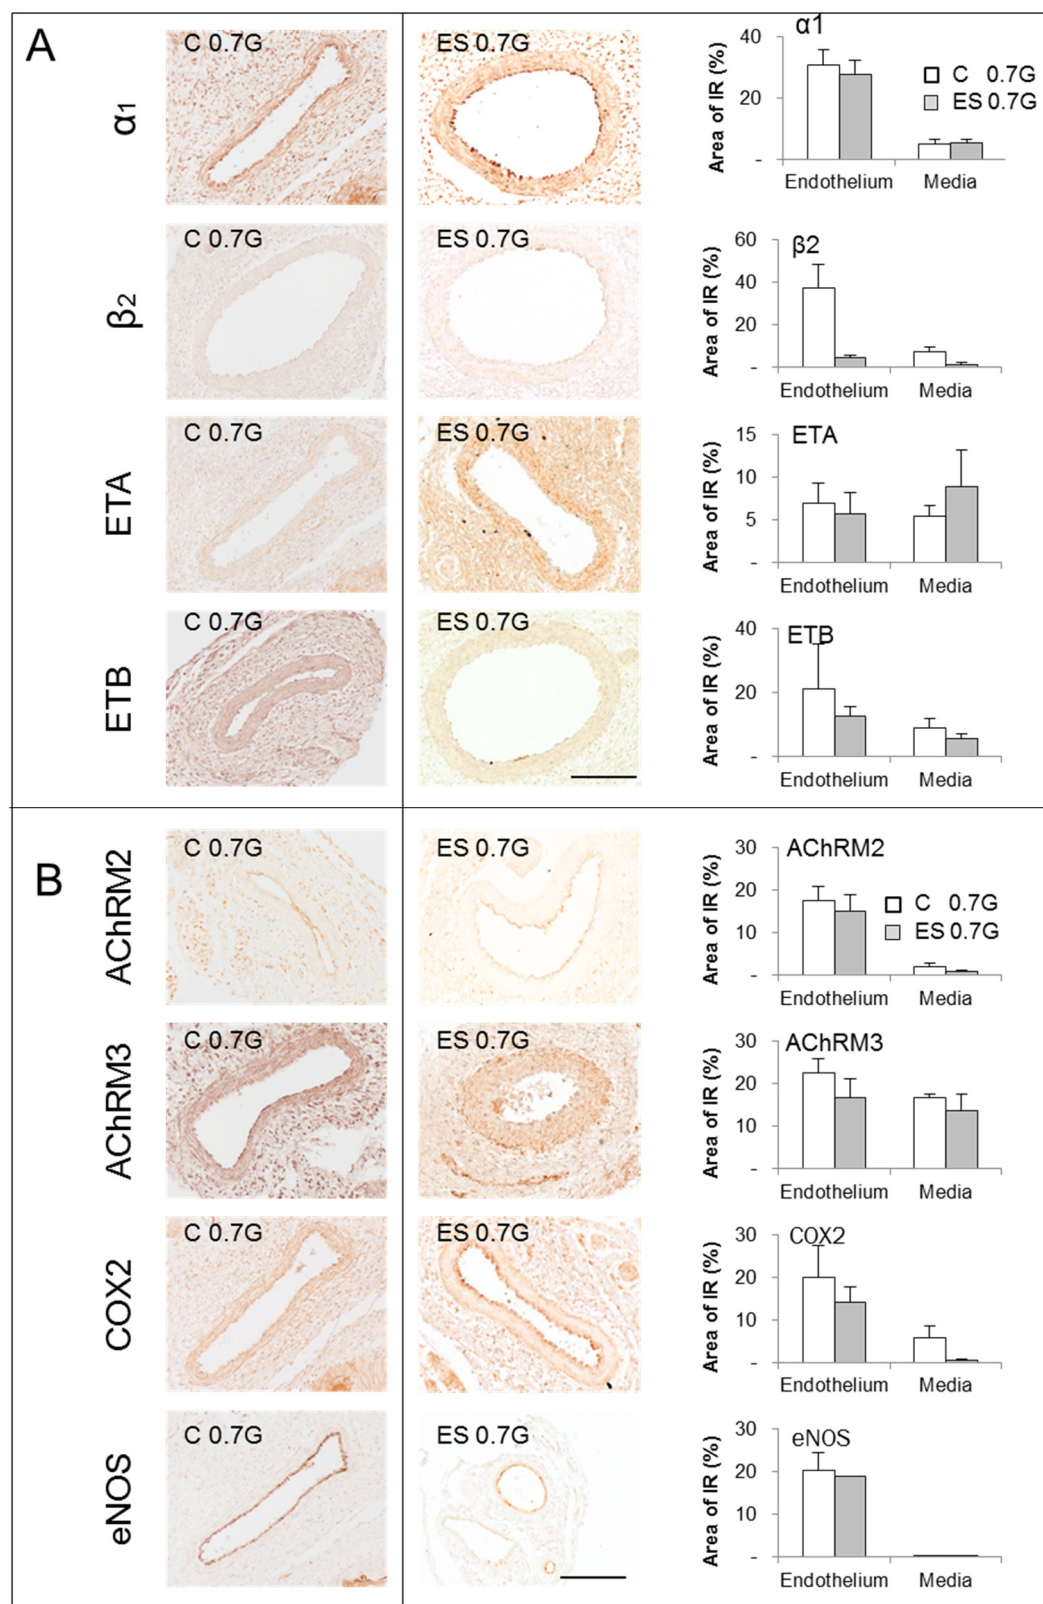 A
α1
C 0.7G
ES 0.7G
α1
Area of IR (%)
40
20
-
C 0.7G
ES 0.7G
Endothelium Media
β2
C 0.7G
ES 0.7G
β2
Area of IR (%)
60
40
20
-
Endothelium Media
ETA
C 0.7G
ES 0.7G
ETA
Area of IR (%)
15
10
5
-
Endothelium Media
ETB
C 0.7G
ES 0.7G
ETB
Area of IR (%)
40
20
-
Endothelium Media
B
AChRM2
C 0.7G
ES 0.7G
AChRM2
Area of IR (%)
30
20
10
-
C 0.7G
ES 0.7G
Endothelium Media
AChRM3
C 0.7G
ES 0.7G
AChRM3
Area of IR (%)
30
20
10
-
Endothelium Media
COX2
C 0.7G
ES 0.7G
COX2
Area of IR (%)
30
20
10
-
Endothelium Media
eNOS
C 0.7G
ES 0.7G
eNOS
Area of IR (%)
30
20
10
-
Endothelium Media